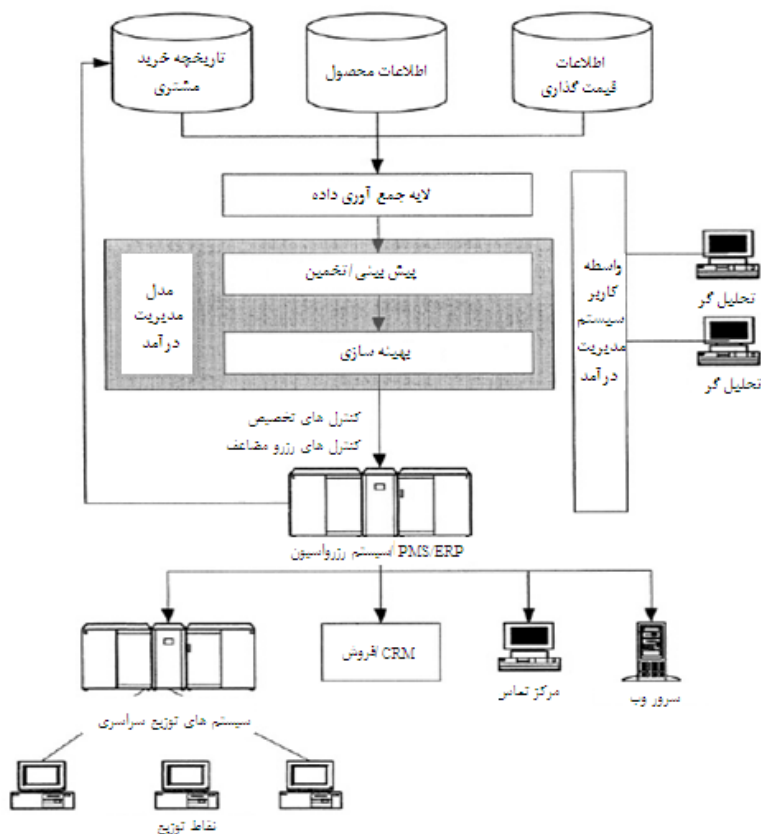 تاریخچه خرید
مشتری
اطلاعات محصول
اطلاعات
قیمت گذاری
لایه جمع آوری داده
پیش بینی/تخمین
مدل
مدیریت
درآمد
بهینه سازی
واسطه
کاربر
سیستم
مدیریت
درآمد
تحلیل گر
تحلیل گر
کنترل های تخصیص
کنترل های رزرو مضاعف
سیستم رزرواسیون/ PMS/ERP
فروش/ CRM
مرکز تماس
سرور وب
سیستم های توزیع سراسری
نقاط توزیع